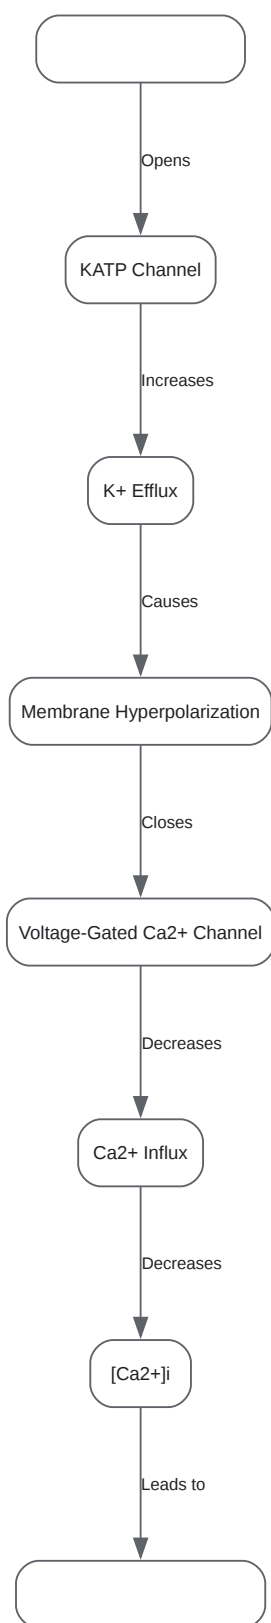 Opens
KATP Channel
Increases
K+ Efflux
Causes
Membrane Hyperpolarization
Closes
Voltage-Gated Ca2+ Channel
Decreases
Ca2+ Influx
Decreases
[Ca2+]i
Leads to